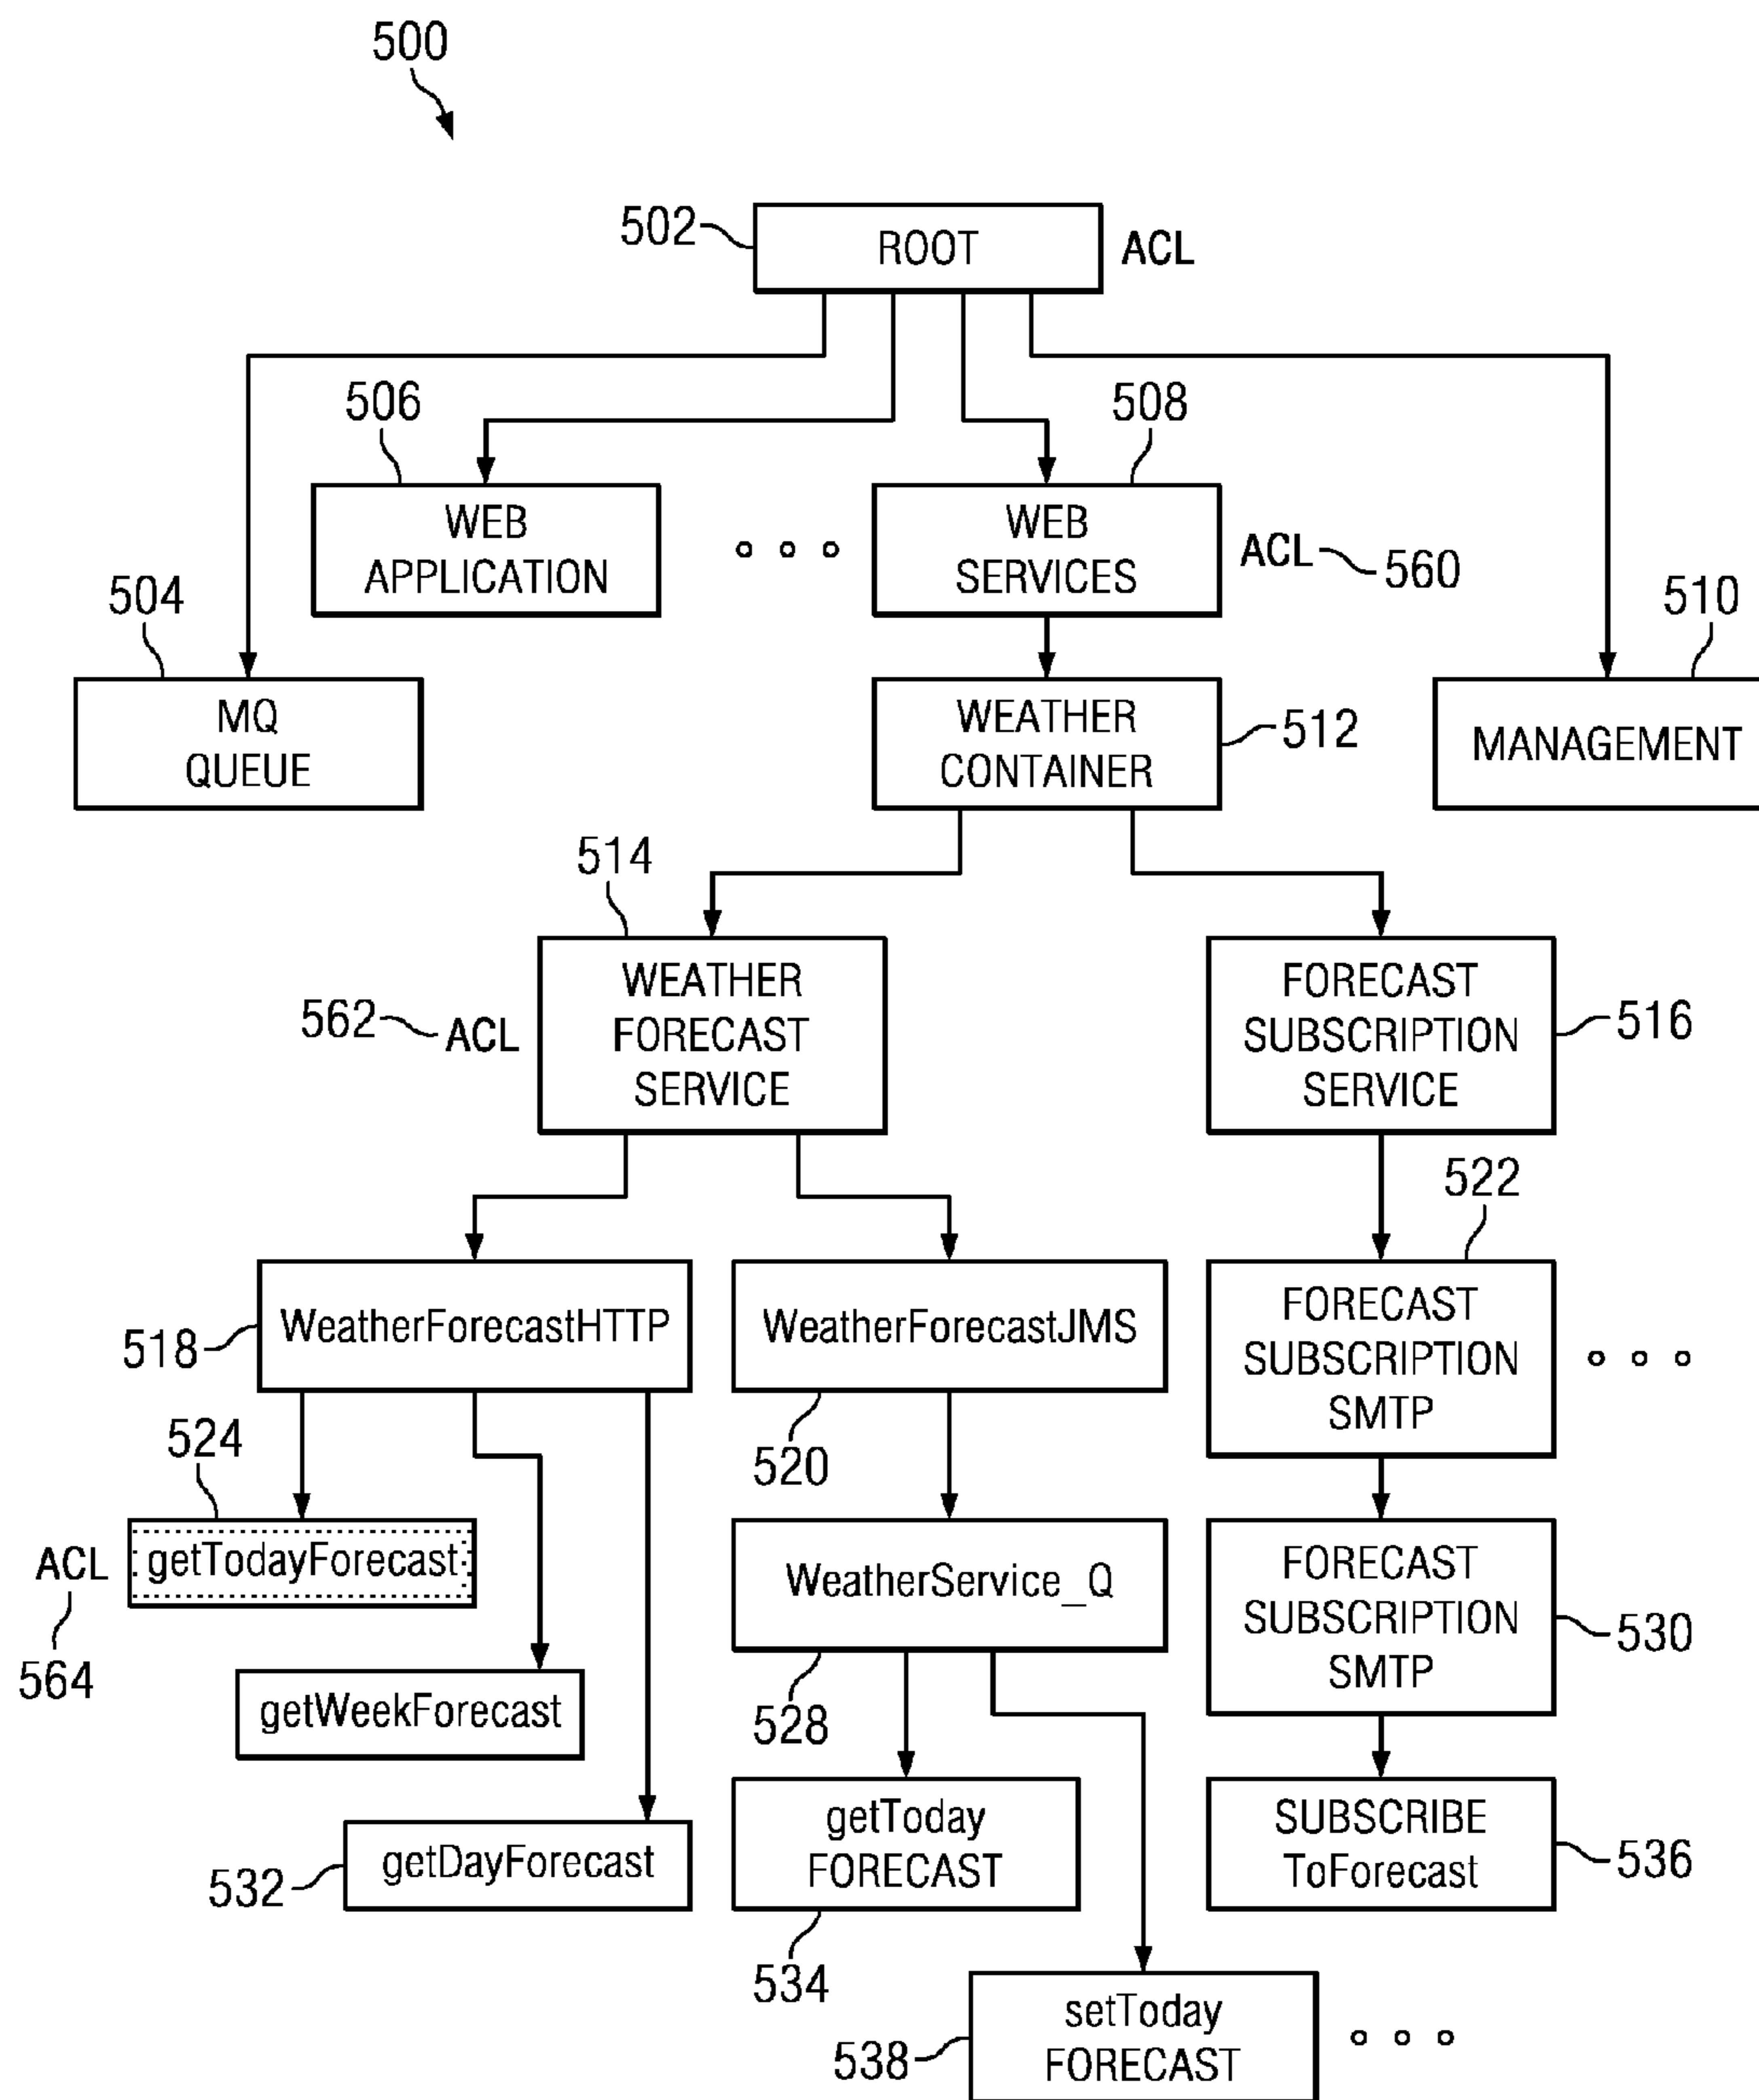 500
502
ROOT
ACL
506
508
WEB
APPLICATION
WEB
SERVICES
ACL
560
504
510
MQ
QUEUE
WEATHER
CONTAINER
512
MANAGEMENT
514
562
ACL
WEATHER
FORECAST
SERVICE
FORECAST
SUBSCRIPTION
SERVICE
516
522
518
WeatherForecastHTTP
WeatherForecastJMS
FORECAST
SUBSCRIPTION
SMTP
524
520
ACL
564
getTodayForecast
WeatherService_Q
FORECAST
SUBSCRIPTION
SMTP
530
getWeekForecast
528
532
getDayForecast
getToday
FORECAST
SUBSCRIBE
ToForecast
536
534
538
setToday
FORECAST